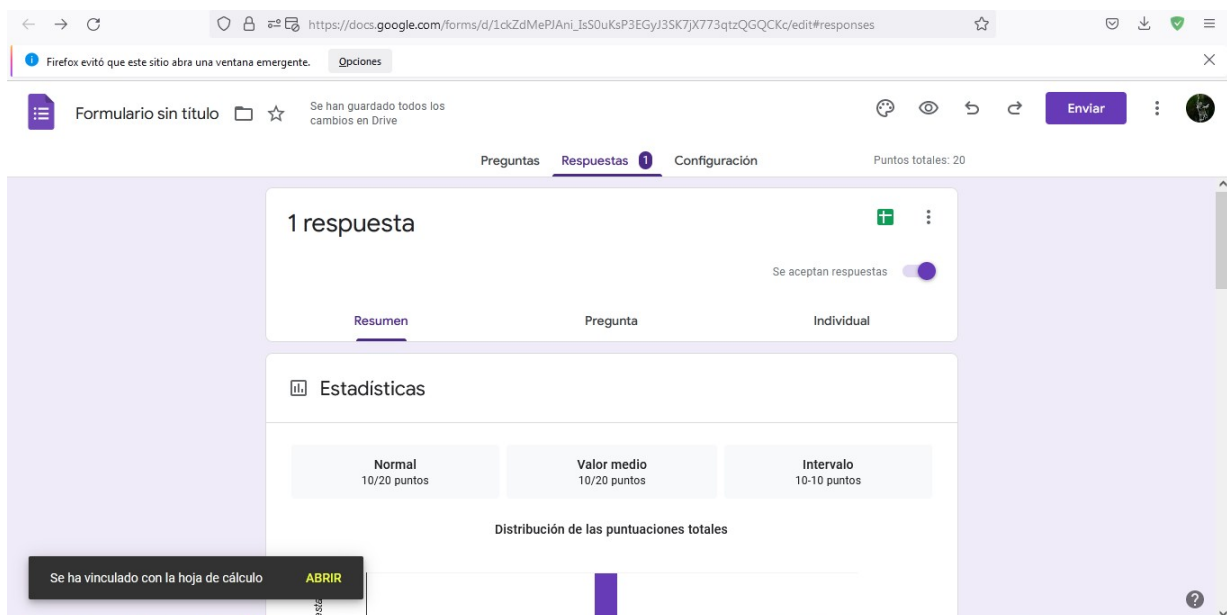 https://docs.google.com/forms/d/1ckZdMePJAni_IsS0uKsP3EGyJ3SK7jX773qtzQGQCKc/edit#responses
Firefox evitó que este sitio abra una ventana emergente. Opciones
Formulario sin título
Se han guardado todos los
cambios en Drive
Enviar
Preguntas Respuestas 1 Configuración
Puntos totales: 20
1 respuesta
Se aceptan respuestas
Resumen Pregunta Individual
Estadísticas
Normal
10/20 puntos
Valor medio
10/20 puntos
Intervalo
10-10 puntos
Distribución de las puntuaciones totales
Se ha vinculado con la hoja de cálculo ABRIR